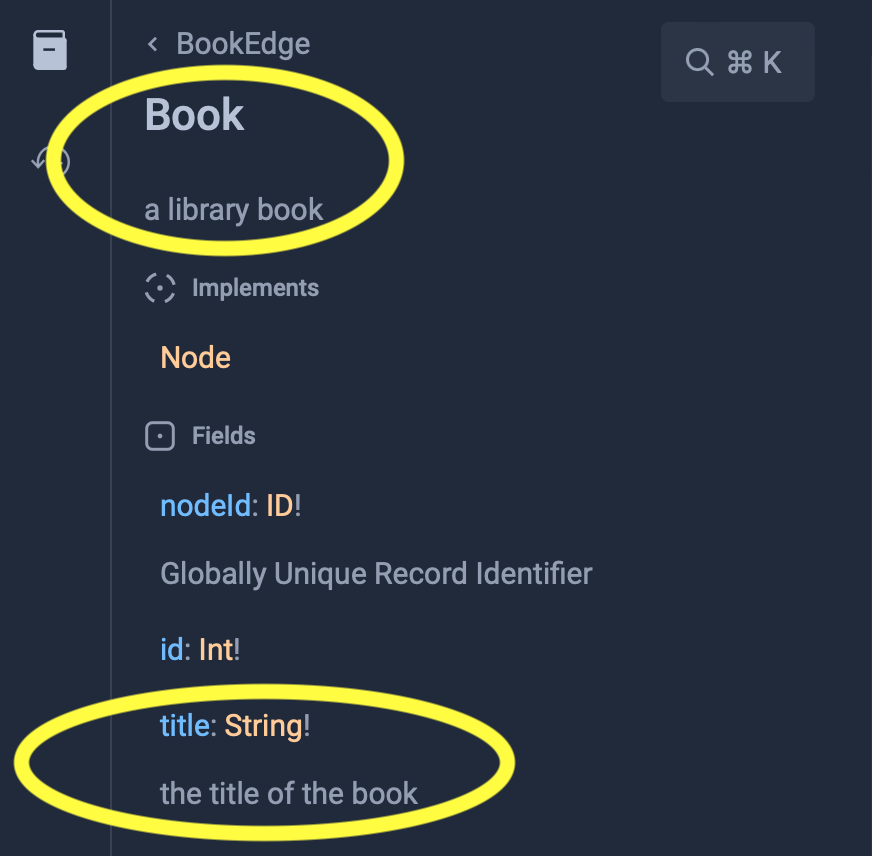 BookEdge
⌘ K
Book
a library book
Implements
Node
Fields
nodeId: ID!
Globally Unique Record Identifier
id: Int!
title: String!
the title of the book